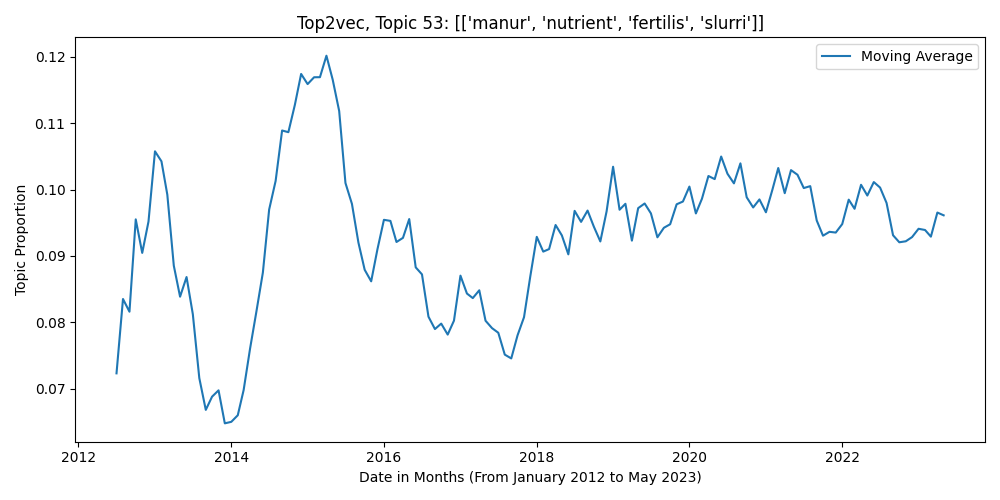 Top2vec, Topic 53: [['manur', 'nutrient', 'fertilis', 'slurri']]
Moving Average
Topic Proportion
0.12
0.11
0.10
0.09
0.08
0.07
2012 2014 2016 2018 2020 2022
Date in Months (From January 2012 to May 2023)